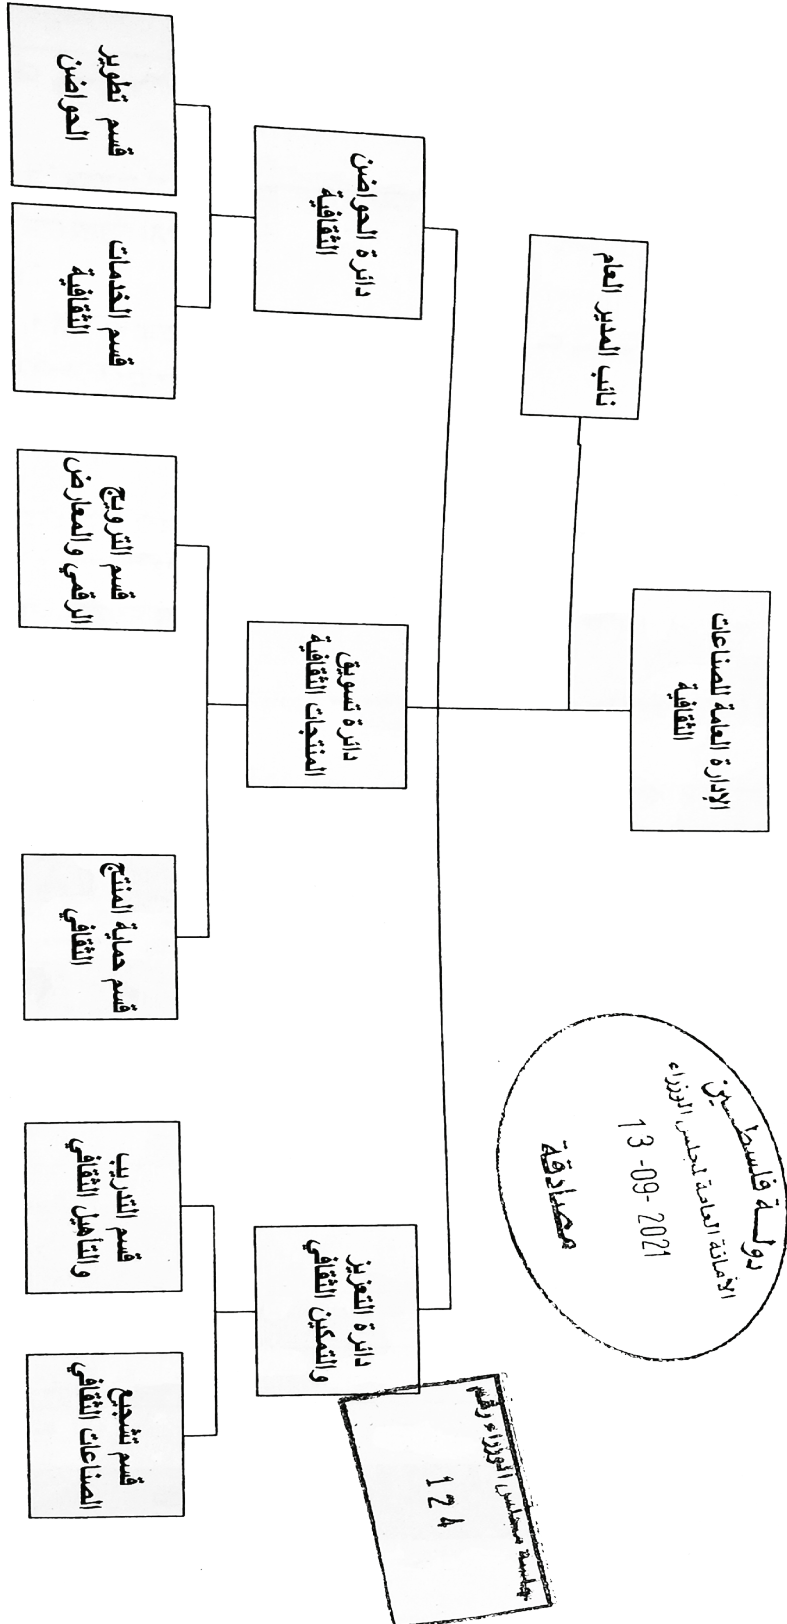 الإدارة العامة للصناعات
الثقافية
نائب المدير العام
دائرة التعزيز
والتمكين الثقافي
دائرة تسويق
المنتجات الثقافية
دائرة الحواضن
الثقافية
قسم تشجيع
الصناعات الثقافي
قسم التدريب
والتأهيل الثقافي
قسم حماية المنتج
الثقافي
قسم الترويج
الرقمي والمعارض
قسم الخدمات
الثقافية
قسم تطوير
الحواضن
دولة فلسطين
الأمانة العامة لمجلس الوزراء
13-09-2021
مصادقة
جلسة مجلس الوزراء رقم
124